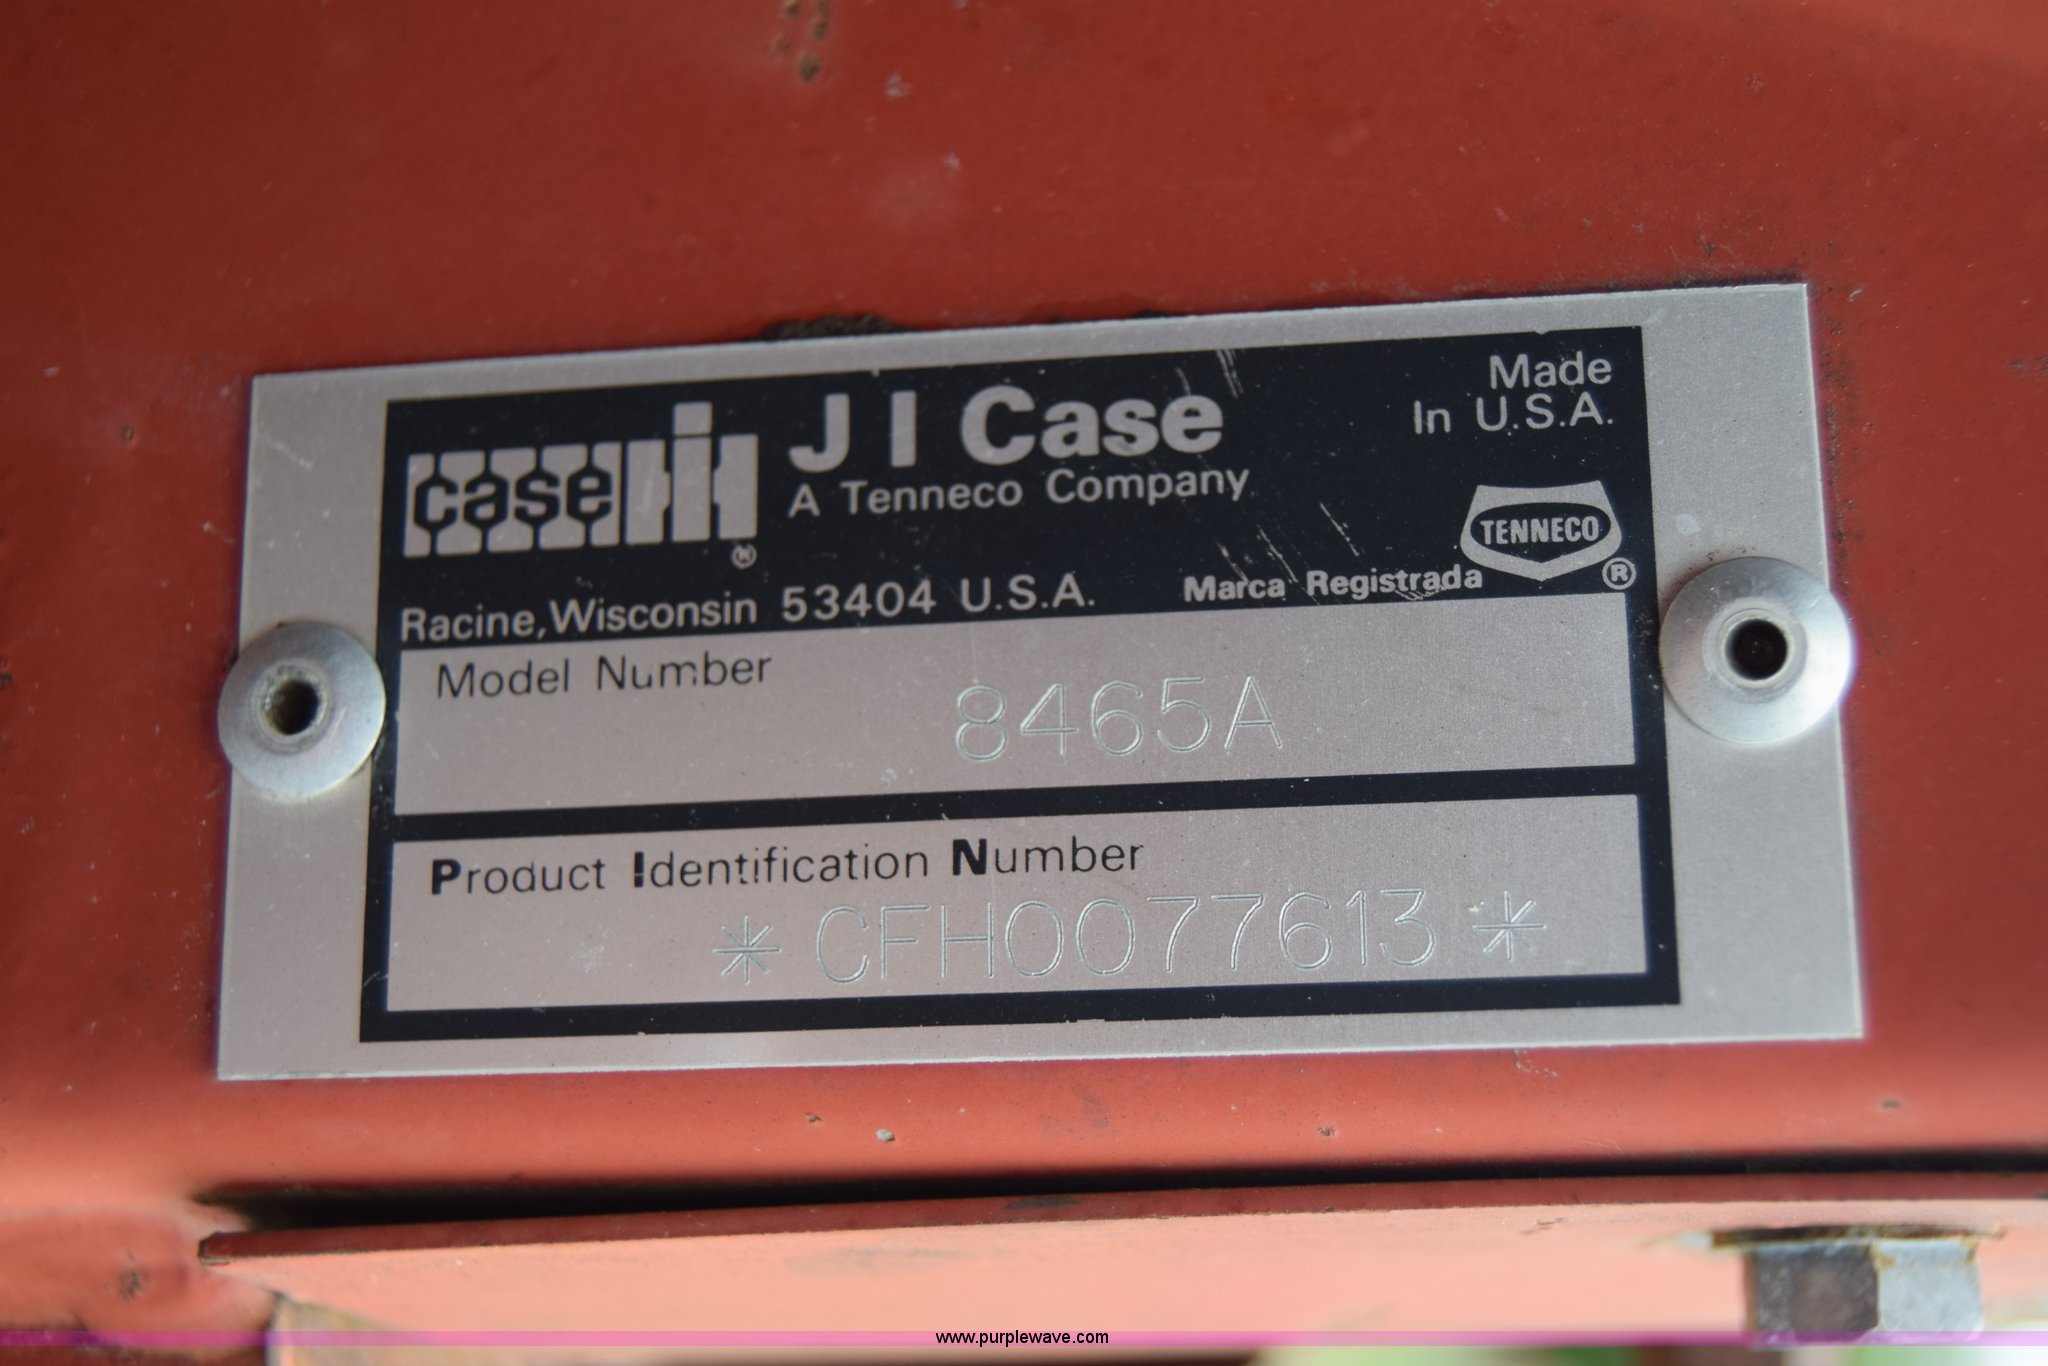 case IH ®
J I Case
A Tenneco Company
Made
In U.S.A.
TENNECO ®
Racine, Wisconsin 53404 U.S.A.
Marca Registrada
Model Number
8465A
Product Identification Number
*CFH0077613*
www.purplewave.com